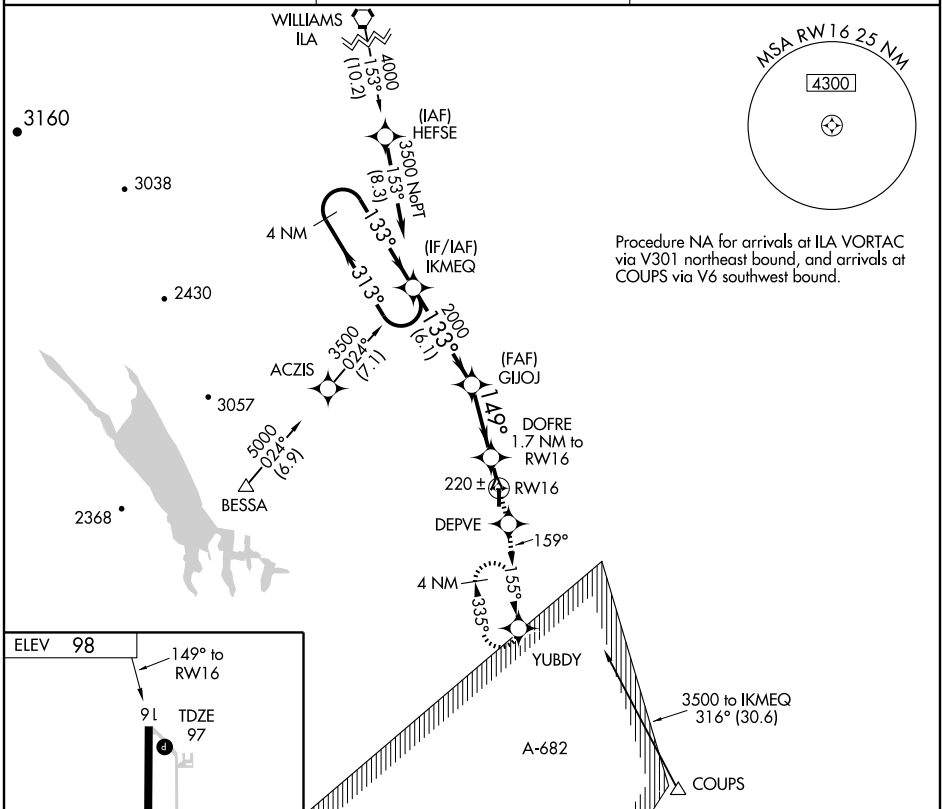 WILLIAMS
ILA
4000
153°
(10.2)
MSA RW16 25 NM
4300
3160
(IAF)
HEFSE
3500 NoPT
153°
(8.3)
3038
4 NM
133°
313°
(IF/IAF)
IKMEQ
Procedure NA for arrivals at ILA VORTAC
via V301 northeast bound, and arrivals at
COUPS via V6 southwest bound.
2430
2000
133°
(6.1)
3500
024°
(7.1)
ACZIS
(FAF)
GIJOJ
149°
3057
DOFRE
1.7 NM to
RW16
5000
024°
(6.9)
BESSA
220 ±
RW16
2368
DEPVE
159°
4 NM
155°
335°
YUBDY
ELEV 98
149° to
RW16
16
TDZE
97
P
3500 to IKMEQ
316° (30.6)
A-682
COUPS